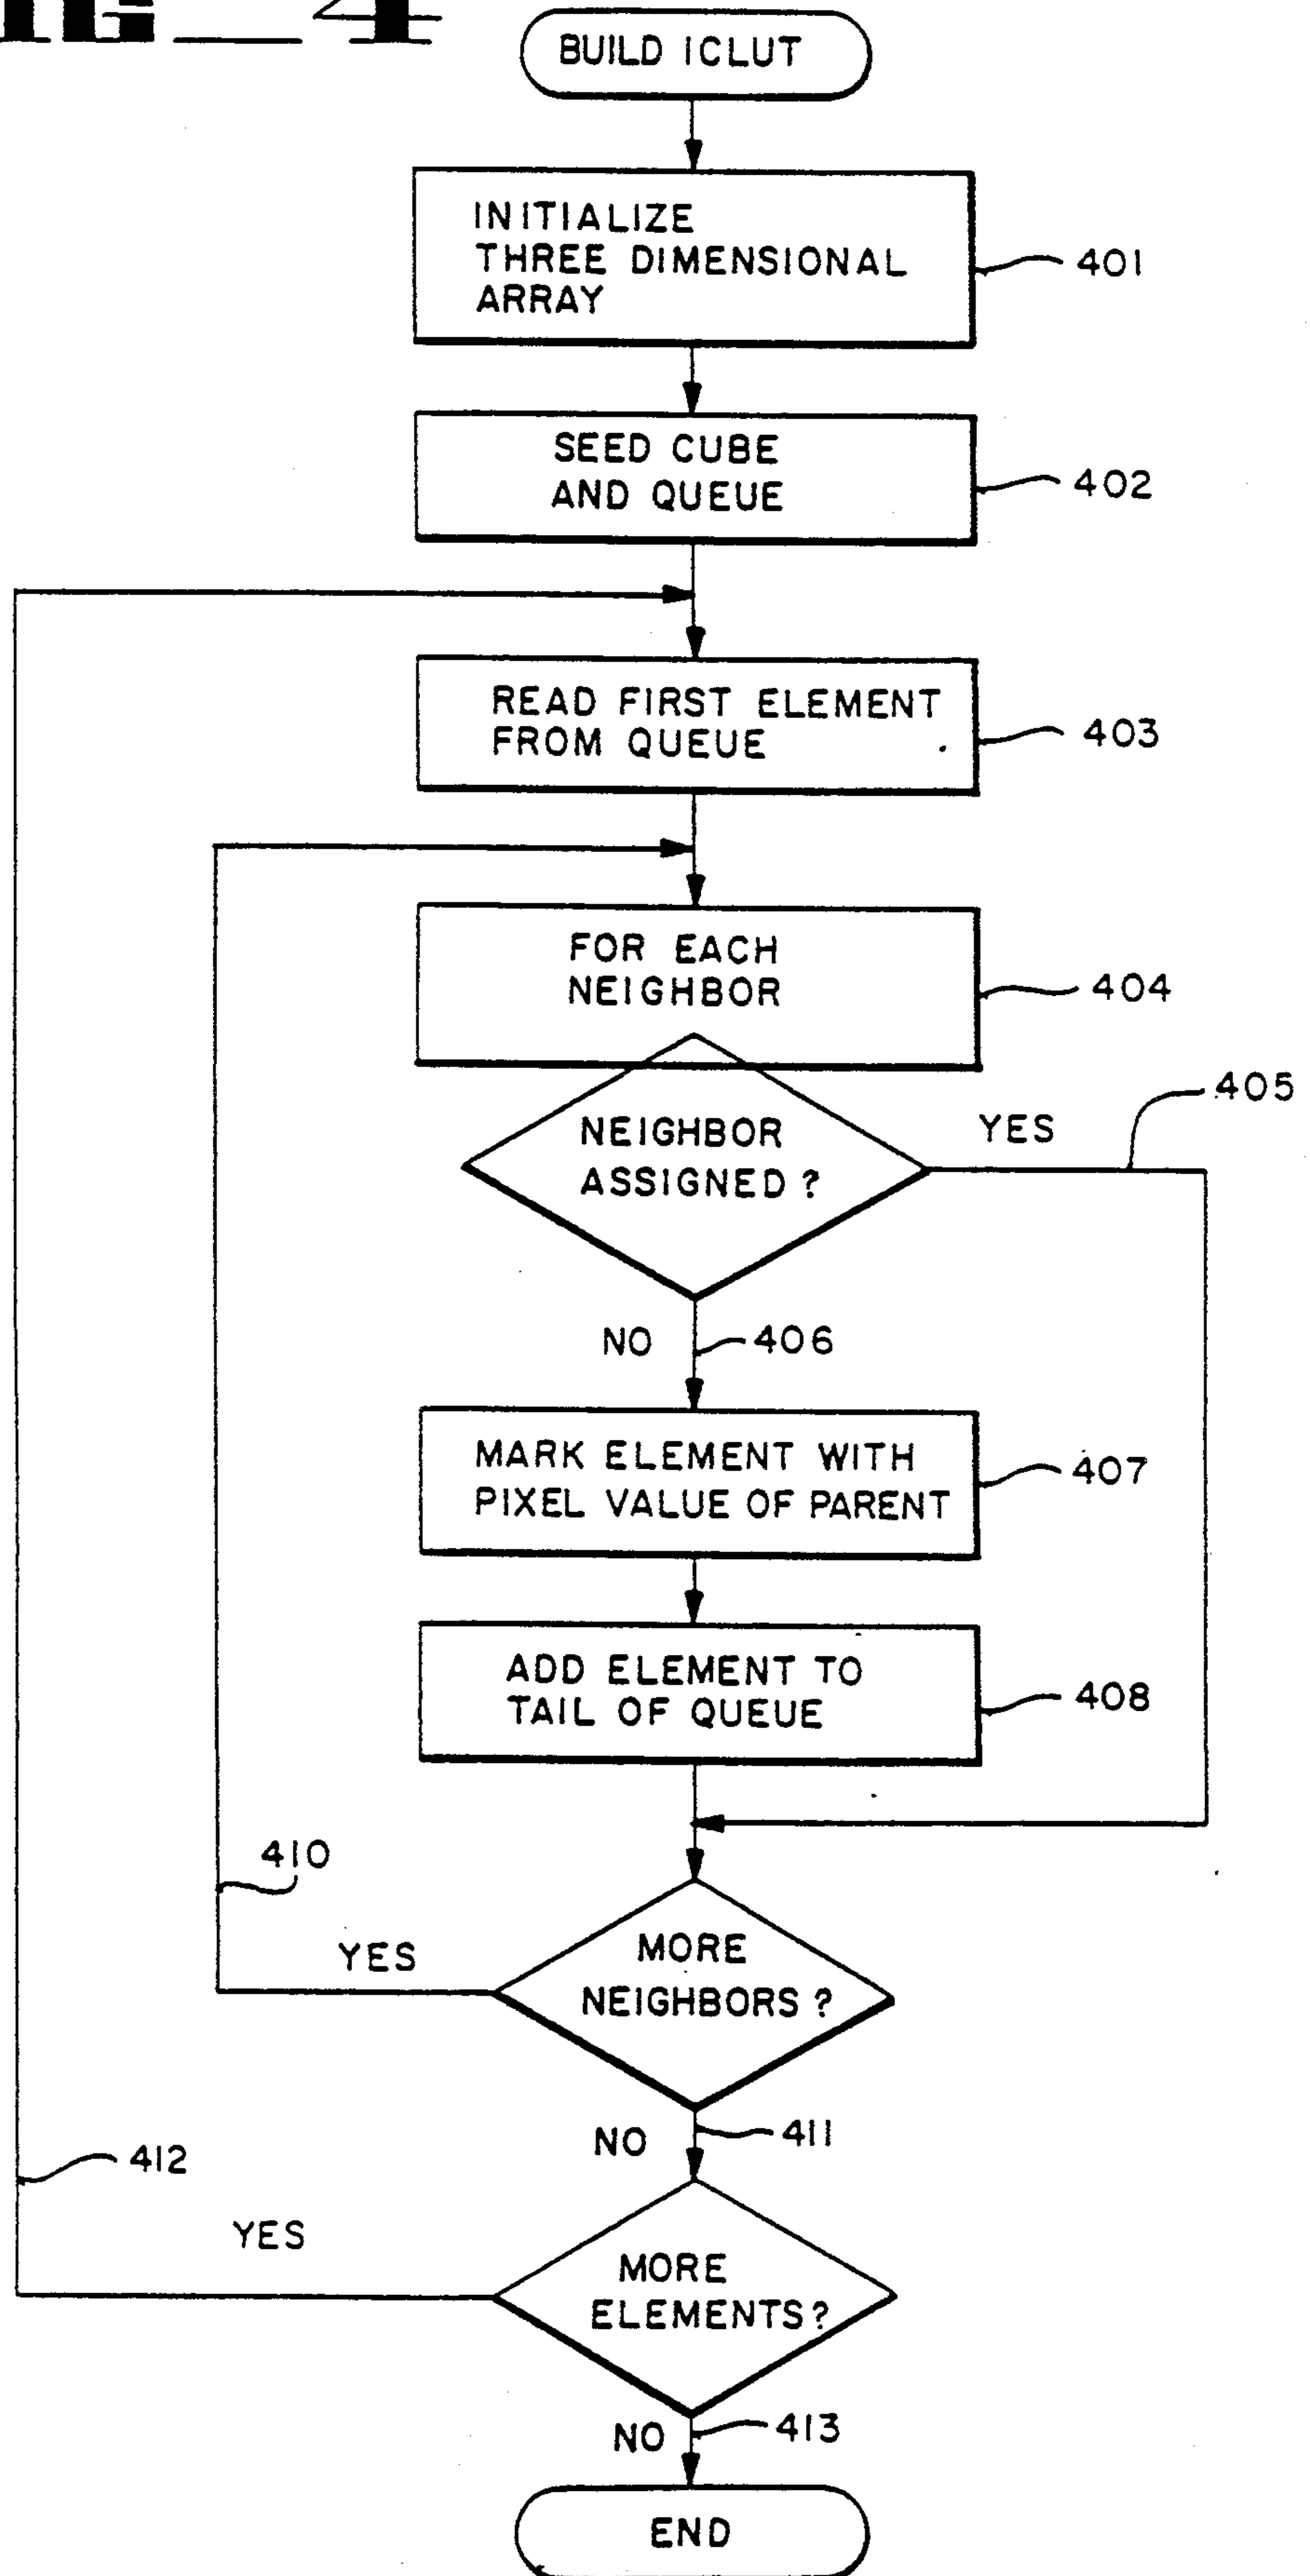 IG_4
BUILD ICLUT
INITIALIZE
THREE DIMENSIONAL
ARRAY
401
SEED CUBE
AND QUEUE
402
READ FIRST ELEMENT
FROM QUEUE
403
FOR EACH
NEIGHBOR
404
405
NEIGHBOR
ASSIGNED?
YES
NO
406
MARK ELEMENT WITH
PIXEL VALUE OF PARENT
407
ADD ELEMENT TO
TAIL OF QUEUE
408
410
YES
MORE
NEIGHBORS?
NO
411
412
YES
MORE
ELEMENTS?
NO
413
END